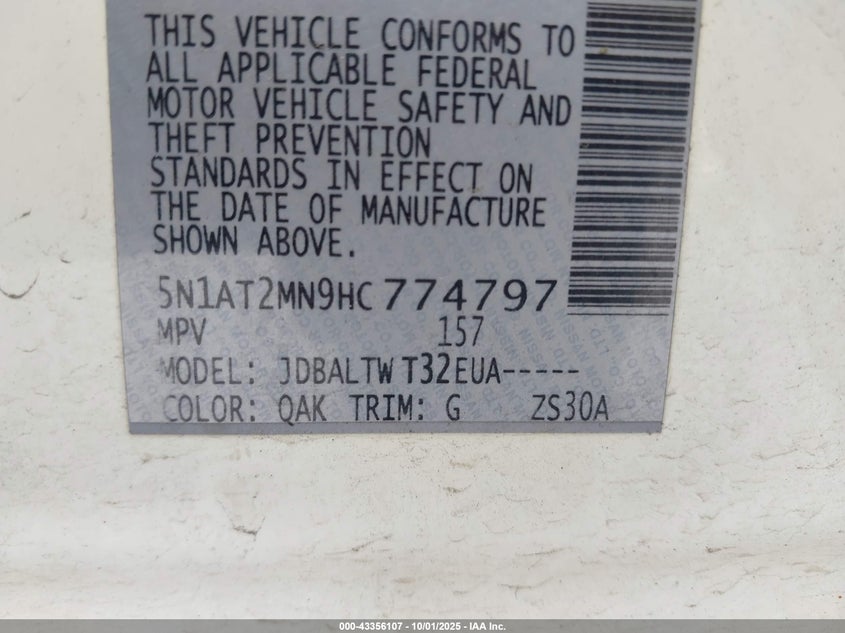 THIS VEHICLE CONFORMS TO
ALL APPLICABLE FEDERAL
MOTOR VEHICLE SAFETY AND
THEFT PREVENTION
STANDARDS IN EFFECT ON
THE DATE OF MANUFACTURE
SHOWN ABOVE.
5N1AT2MN9HC774797
MPV 157
MODEL: JDBALTWT32EUA-----
COLOR: QAK TRIM: G ZS30A
000-43356107 - 10/01/2025 - IAA Inc.